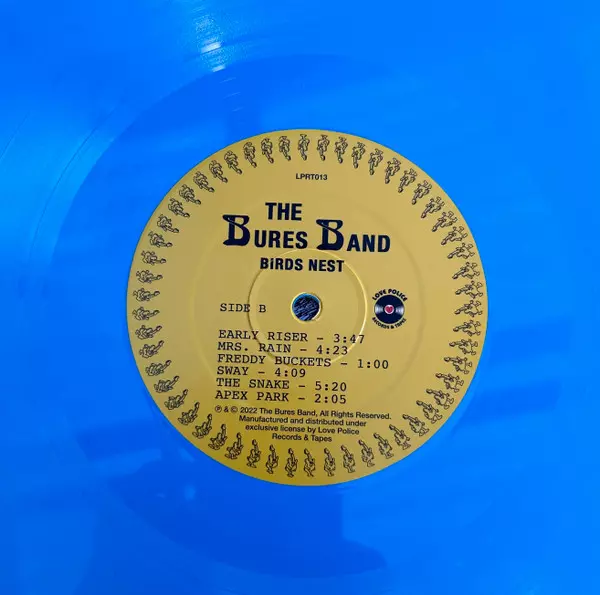 LPRT013
THE
BURES BAND
BiRDS NEST
LOVE POLICE
RECORDS & TAPES
SIDE B
EARLY RISER - 3:47
MRS. RAIN - 4:23
FREDDY BUCKETS - 1:00
SWAY - 4:09
THE SNAKE - 5:20
APEX PARK - 2:05
℗ & © 2022 The Bures Band, All Rights Reserved.
Manufactured and distributed under
exclusive license by Love Police
Records & Tapes